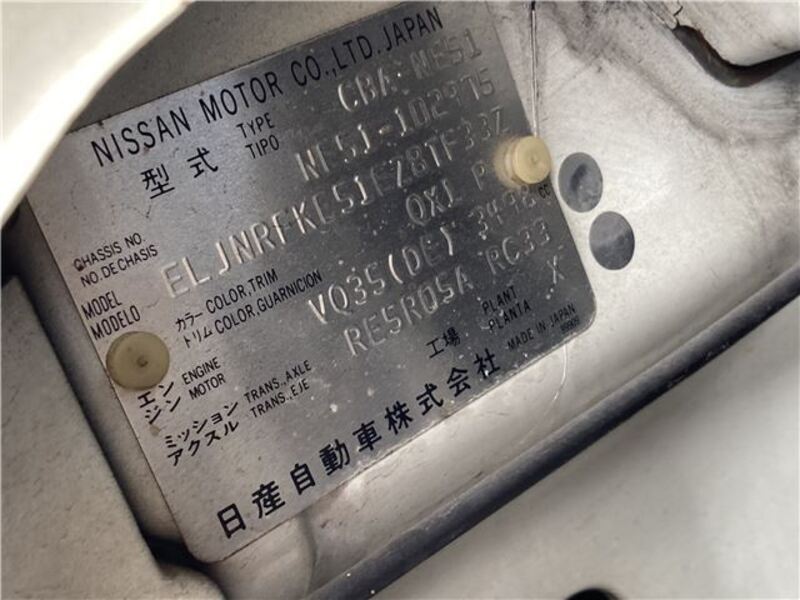 NISSAN MOTOR CO.,LTD. JAPAN
型式 TYPE TIPO CBA-NE51
CHASSIS NO. NO. DE CHASIS NE51-102975
MODEL MODELO
カラー COLOR,TRIM QX1 P
トリム COLOR,GUARNICION
エンジン ENGINE MOTOR VQ35(DE) 3498 CC
ミッション TRANS.,AXLE RE5R05A RC33
アクスル TRANS.,EJE
工場 PLANT PLANTA X
日産自動車株式会社 MADE IN JAPAN